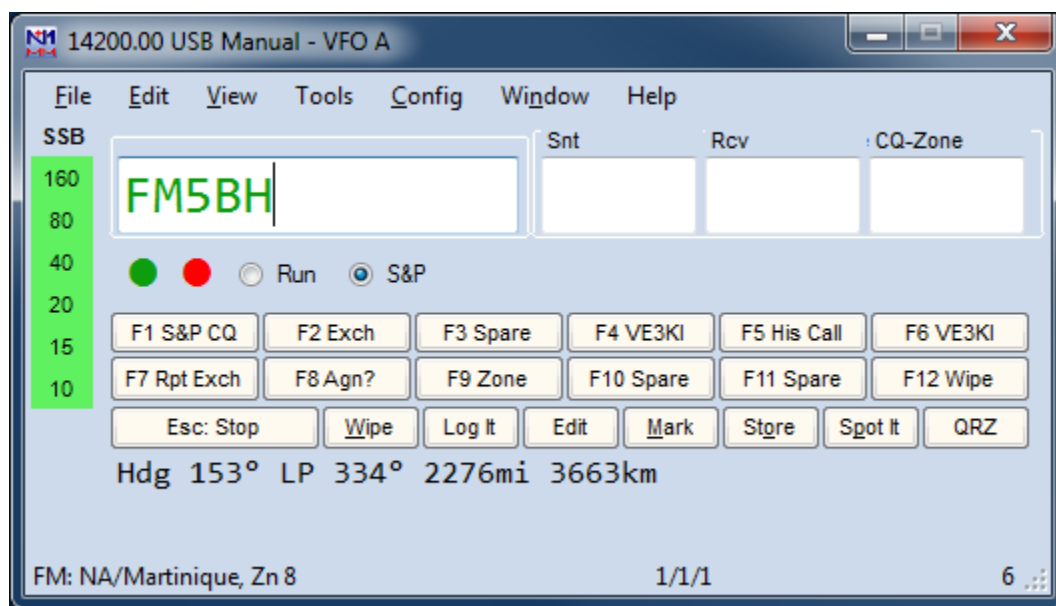 N1 MM 14200.00 USB Manual - VFO A
File Edit View Tools Config Window Help
SSB Snt Rcv CQ-Zone
160
FM5BH
80
40 Run S&P
20
F1 S&P CQ F2 Exch F3 Spare F4 VE3KI F5 His Call F6 VE3KI
15
F7 Rpt Exch F8 Agn? F9 Zone F10 Spare F11 Spare F12 Wipe
10
Esc: Stop Wipe Log It Edit Mark Store Spot It QRZ
Hdg 153° LP 334° 2276mi 3663km
FM: NA/Martinique, Zn 8 1/1/1 6